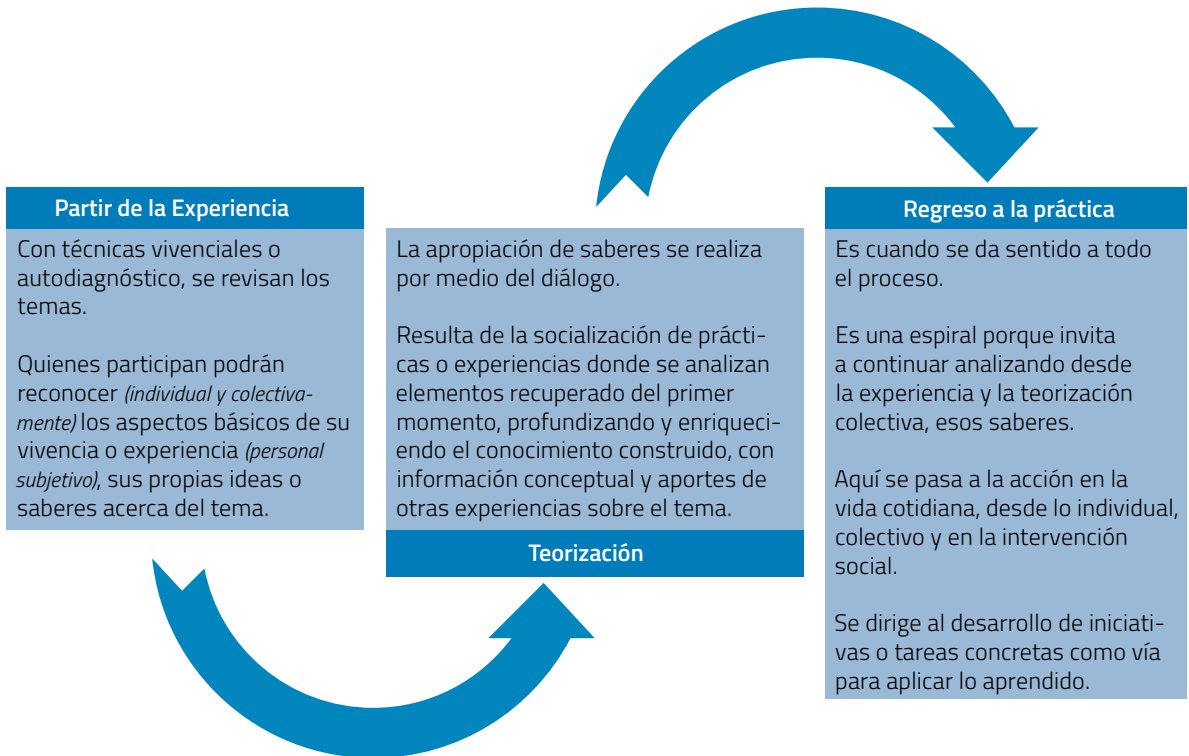 Partir de la Experiencia
Con técnicas vivenciales o
autodiagnóstico, se revisan los
temas.
Quienes participan podrán
reconocer (individual y colectiva-
mente) los aspectos básicos de su
vivencia o experiencia (personal
subjetivo), sus propias ideas o
saberes acerca del tema.
La apropiación de saberes se realiza
por medio del diálogo.
Resulta de la socialización de prácti-
cas o experiencias donde se analizan
elementos recuperado del primer
momento, profundizando y enriqueci-
endo el conocimiento construido, con
información conceptual y aportes de
otras experiencias sobre el tema.
Teorización
Regreso a la práctica
Es cuando se da sentido a todo
el proceso.
Es una espiral porque invita
a continuar analizando desde
la experiencia y la teorización
colectiva, esos saberes.
Aquí se pasa a la acción en la
vida cotidiana, desde lo individual,
colectivo y en la intervención
social.
Se dirige al desarrollo de iniciati-
vas o tareas concretas como vía
para aplicar lo aprendido.